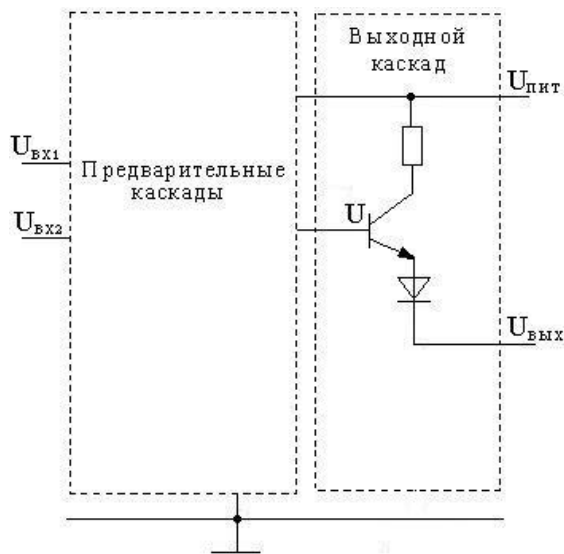 Выходной
каскад
Uпит
Uвх1
Предварительные
каскады
Uвх2
U
Uвых